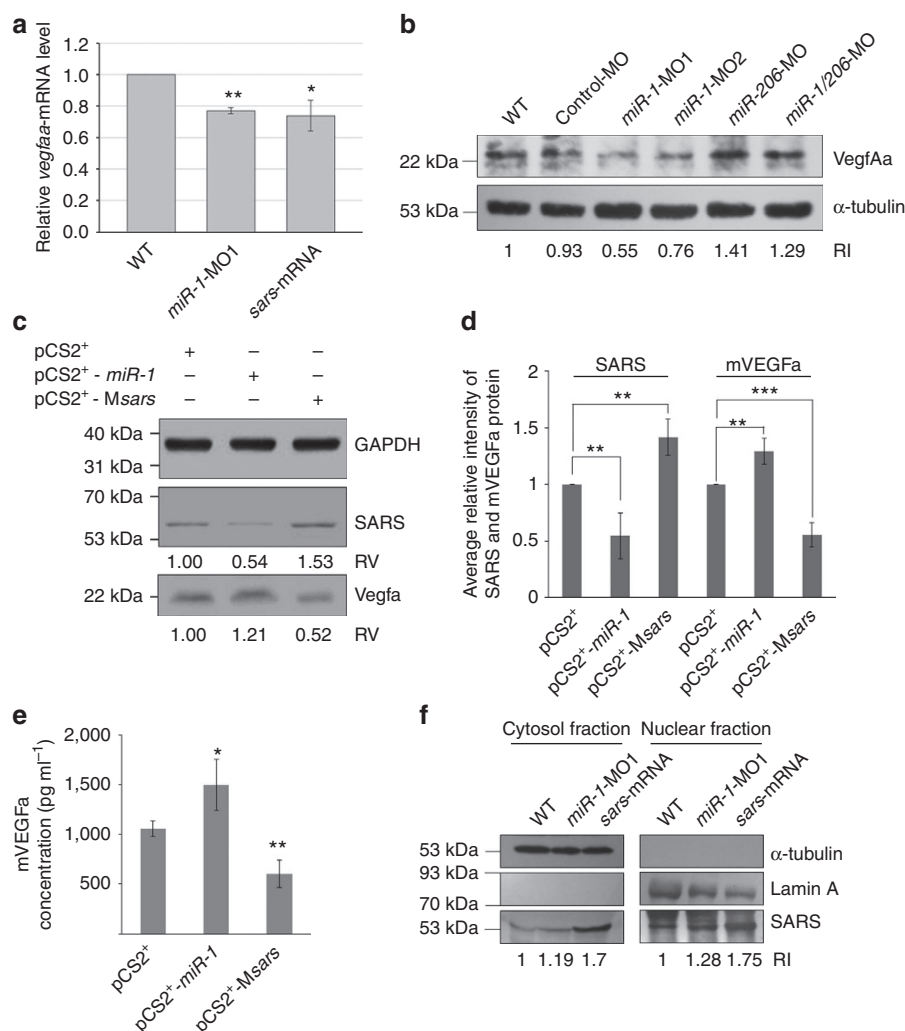 a
Relative vegfaa-mRNA level
1.2
1.0
0.8
0.6
0.4
0.2
0.0
**
*
WT
miR-1-MO1
sars-mRNA
b
WT
Control-MO
miR-1-MO1
miR-1-MO2
miR-206-MO
miR-1/206-MO
22 kDa
VegfAa
53 kDa
α-tubulin
1 0.93 0.55 0.76 1.41 1.29 RI
c
pCS2+ + – –
pCS2+ - miR-1 – + –
pCS2+ - Msars – – +
40 kDa
31 kDa
GAPDH
70 kDa
53 kDa
SARS
1.00 0.54 1.53 RV
22 kDa
Vegfa
1.00 1.21 0.52 RV
d
Average relative intensity of
SARS and mVEGFa protein
2
1.5
1
0.5
0
SARS
mVEGFa
**
**
***
**
pCS2+
pCS2+-miR-1
pCS2+-Msars
pCS2+
pCS2+-miR-1
pCS2+-Msars
e
mVEGFa
concentration (pg ml−1)
2,000
1,500
1,000
500
*
**
pCS2+
pCS2+-miR-1
pCS2+-Msars
f
Cytosol fraction Nuclear fraction
WT
miR-1-MO1
sars-mRNA
WT
miR-1-MO1
sars-mRNA
53 kDa
α-tubulin
93 kDa
70 kDa
Lamin A
53 kDa
SARS
1 1.19 1.7 1 1.28 1.75 RI